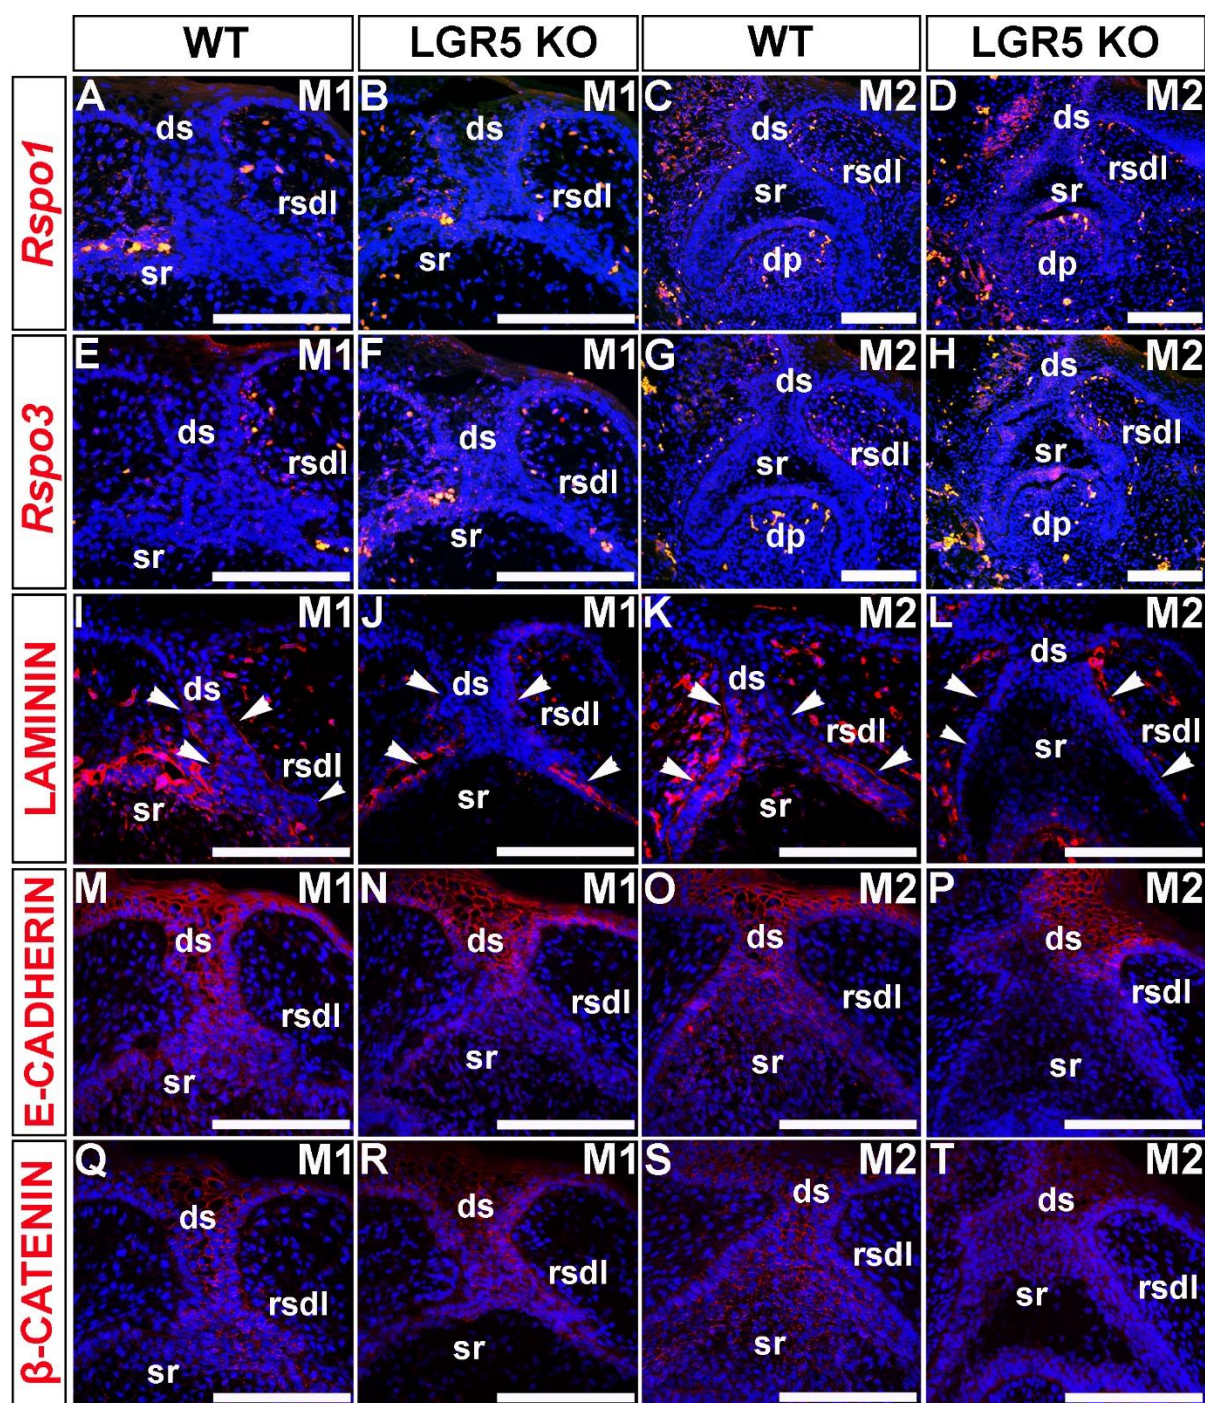 WT LGR5 KO WT LGR5 KO
Rspo1
A M1 B M1 C M2 D M2
ds ds ds ds
rsdl rsdl rsdl rsdl
sr sr sr sr
dp dp
Rspo3
E M1 F M1 G M2 H M2
ds ds ds ds
rsdl rsdl rsdl rsdl
sr sr sr sr
dp dp
LAMININ
I M1 J M1 K M2 L M2
ds ds ds ds
rsdl rsdl rsdl rsdl
sr sr sr sr
E-CADHERIN
M M1 N M1 O M2 P M2
ds ds ds ds
rsdl rsdl rsdl rsdl
sr sr sr sr
β-CATENIN
Q M1 R M1 S M2 T M2
ds ds ds ds
rsdl rsdl rsdl rsdl
sr sr sr sr